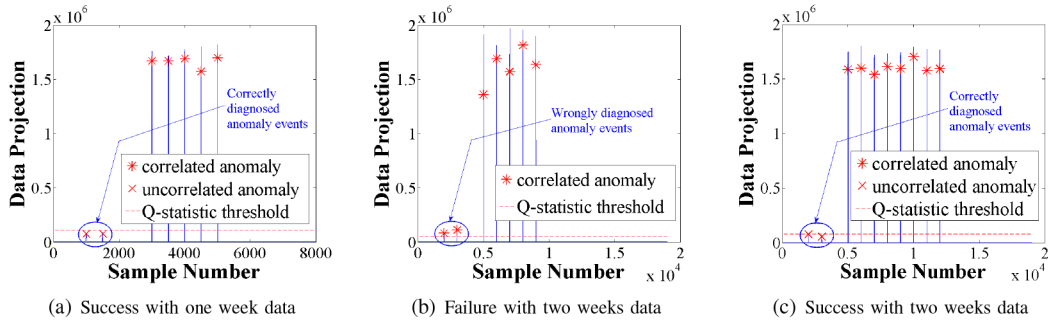 x 10^6
2
1.5
1
0.5
0
Data Projection
Correctly
diagnosed
anomaly events
correlated anomaly
uncorrelated anomaly
Q-statistic threshold
0 2000 4000 6000 8000
Sample Number
(a) Success with one week data
x 10^6
2
1.5
1
0.5
0
Data Projection
Wrongly diagnosed
anomaly events
correlated anomaly
Q-statistic threshold
0 0.5 1 1.5 2
Sample Number
x 10^4
(b) Failure with two weeks data
x 10^6
2
1.5
1
0.5
0
Data Projection
Correctly
diagnosed
anomaly events
correlated anomaly
uncorrelated anomaly
Q-statistic threshold
0 0.5 1 1.5 2
Sample Number
x 10^4
(c) Success with two weeks data